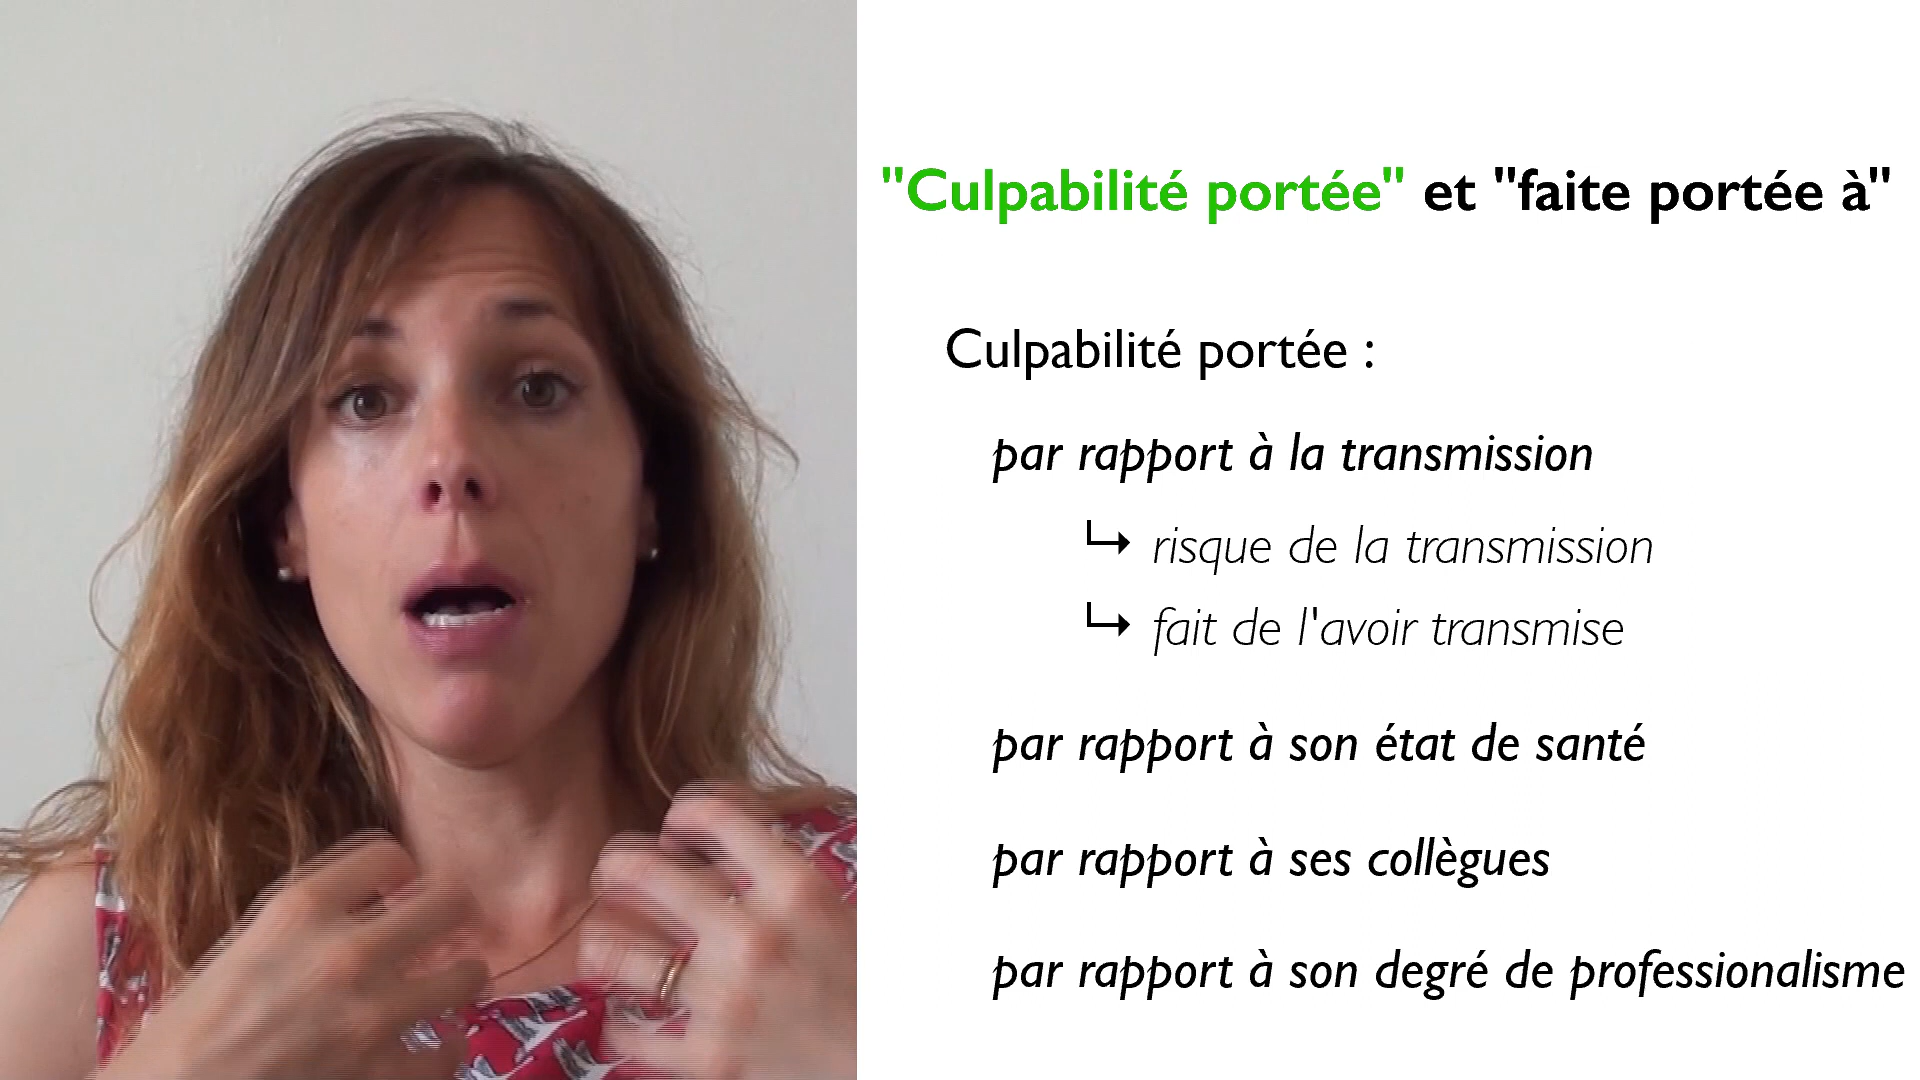 "Culpabilité portée" et "faite portée à"
Culpabilité portée :
par rapport à la transmission
↳ risque de la transmission
↳ fait de l'avoir transmise
par rapport à son état de santé
par rapport à ses collègues
par rapport à son degré de professionalisme